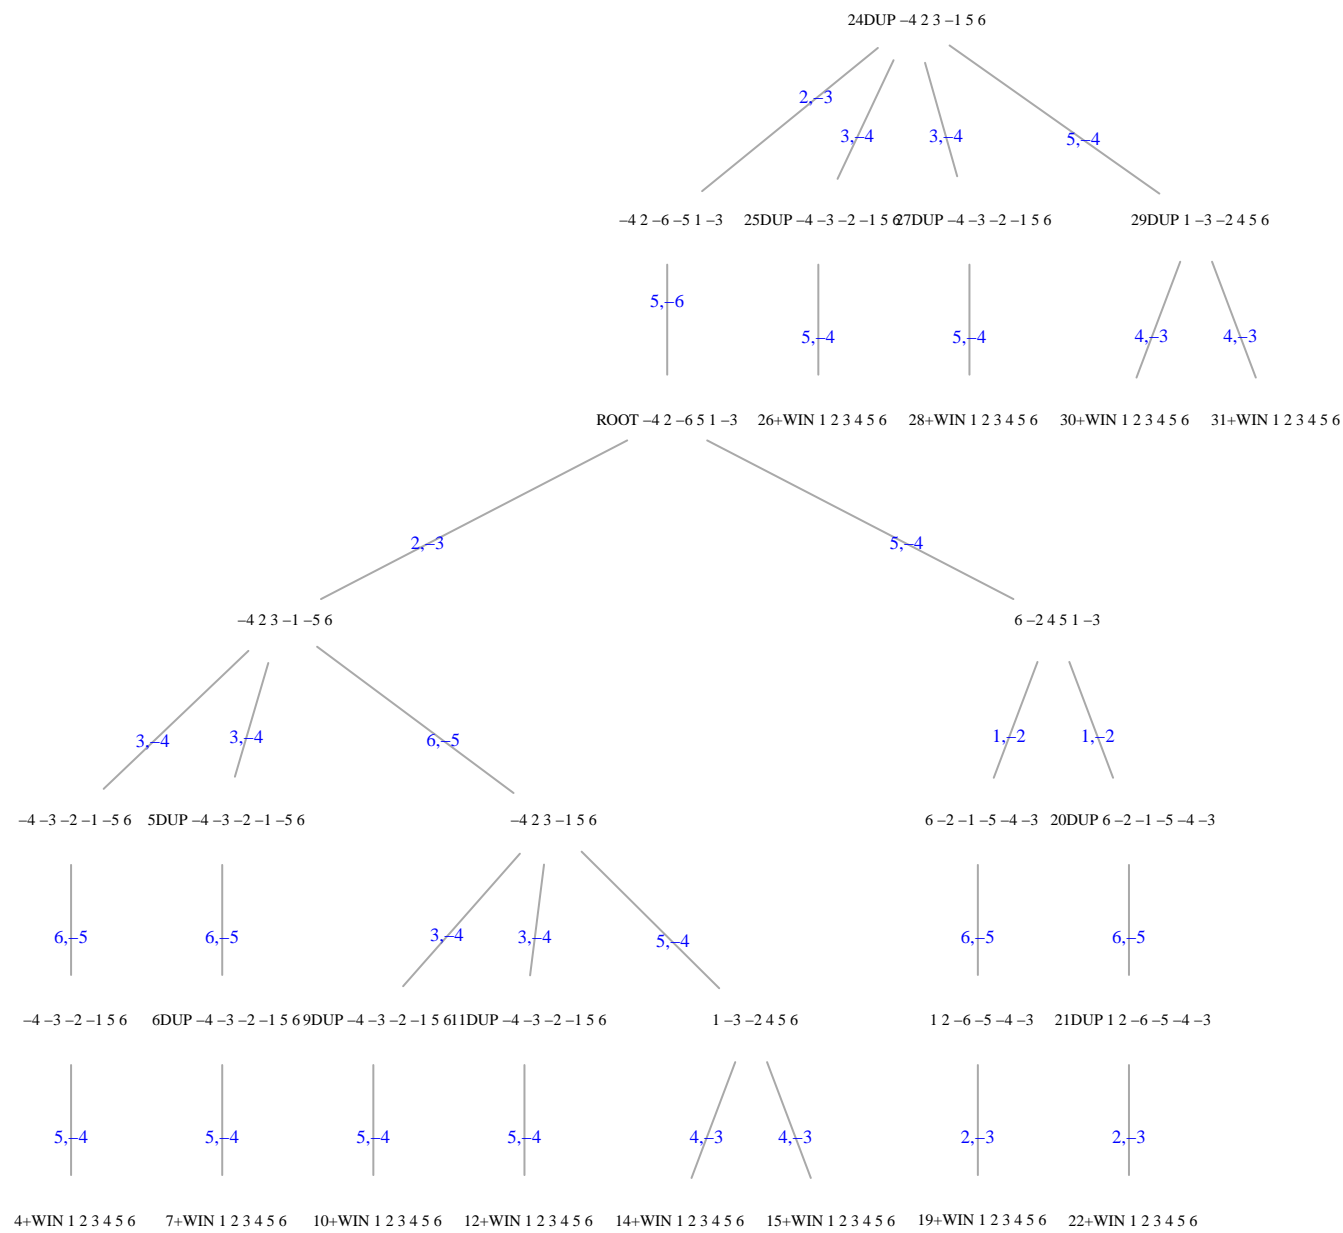 24DUP −4 2 3 −1 5 6
2,−3
3,−4
3,−4
5,−4
−4 2 −6 −5 1 −3
25DUP −4 −3 −2 −1 5 6
27DUP −4 −3 −2 −1 5 6
29DUP 1 −3 −2 4 5 6
5,−6
5,−4
5,−4
4,−3
4,−3
ROOT −4 2 −6 5 1 −3
26+WIN 1 2 3 4 5 6
28+WIN 1 2 3 4 5 6
30+WIN 1 2 3 4 5 6
31+WIN 1 2 3 4 5 6
2,−3
5,−4
−4 2 3 −1 −5 6
6 −2 4 5 1 −3
3,−4
3,−4
6,−5
1,−2
1,−2
−4 −3 −2 −1 −5 6
5DUP −4 −3 −2 −1 −5 6
−4 2 3 −1 5 6
6 −2 −1 −5 −4 −3
20DUP 6 −2 −1 −5 −4 −3
6,−5
6,−5
3,−4
3,−4
5,−4
6,−5
6,−5
−4 −3 −2 −1 5 6
6DUP −4 −3 −2 −1 5 6
9DUP −4 −3 −2 −1 5 6
11DUP −4 −3 −2 −1 5 6
1 −3 −2 4 5 6
1 2 −6 −5 −4 −3
21DUP 1 2 −6 −5 −4 −3
5,−4
5,−4
5,−4
5,−4
4,−3
4,−3
2,−3
2,−3
4+WIN 1 2 3 4 5 6
7+WIN 1 2 3 4 5 6
10+WIN 1 2 3 4 5 6
12+WIN 1 2 3 4 5 6
14+WIN 1 2 3 4 5 6
15+WIN 1 2 3 4 5 6
19+WIN 1 2 3 4 5 6
22+WIN 1 2 3 4 5 6